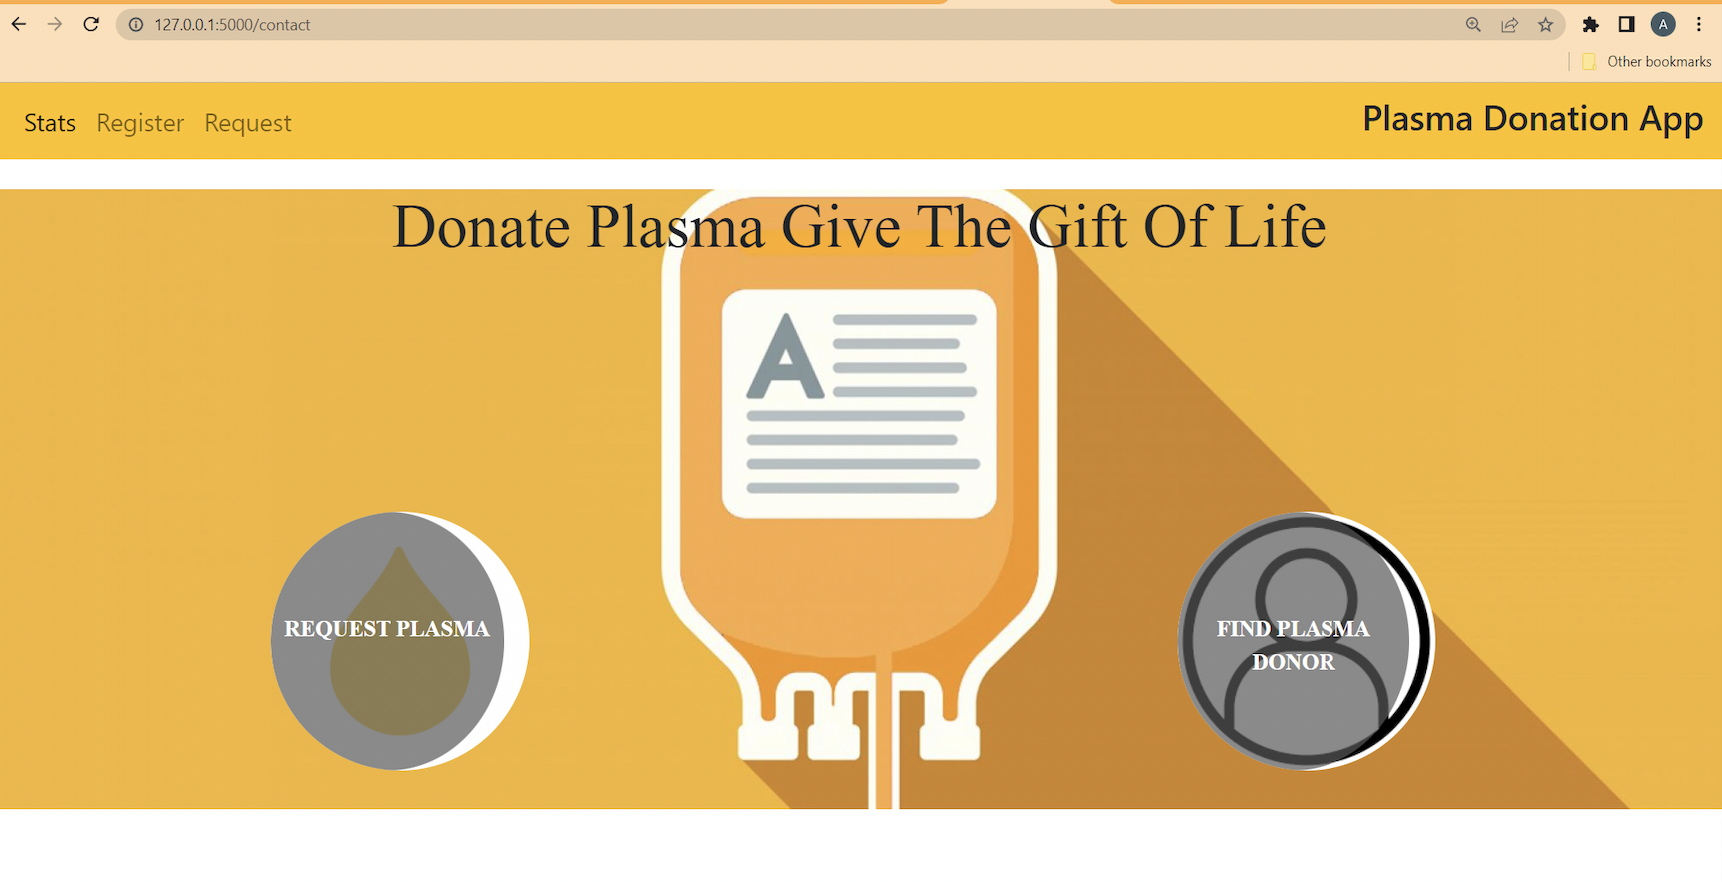 127.0.0.1:5000/contact
A
Other bookmarks
Stats Register Request
Plasma Donation App
Donate Plasma Give The Gift Of Life
A
REQUEST PLASMA
FIND PLASMA
DONOR